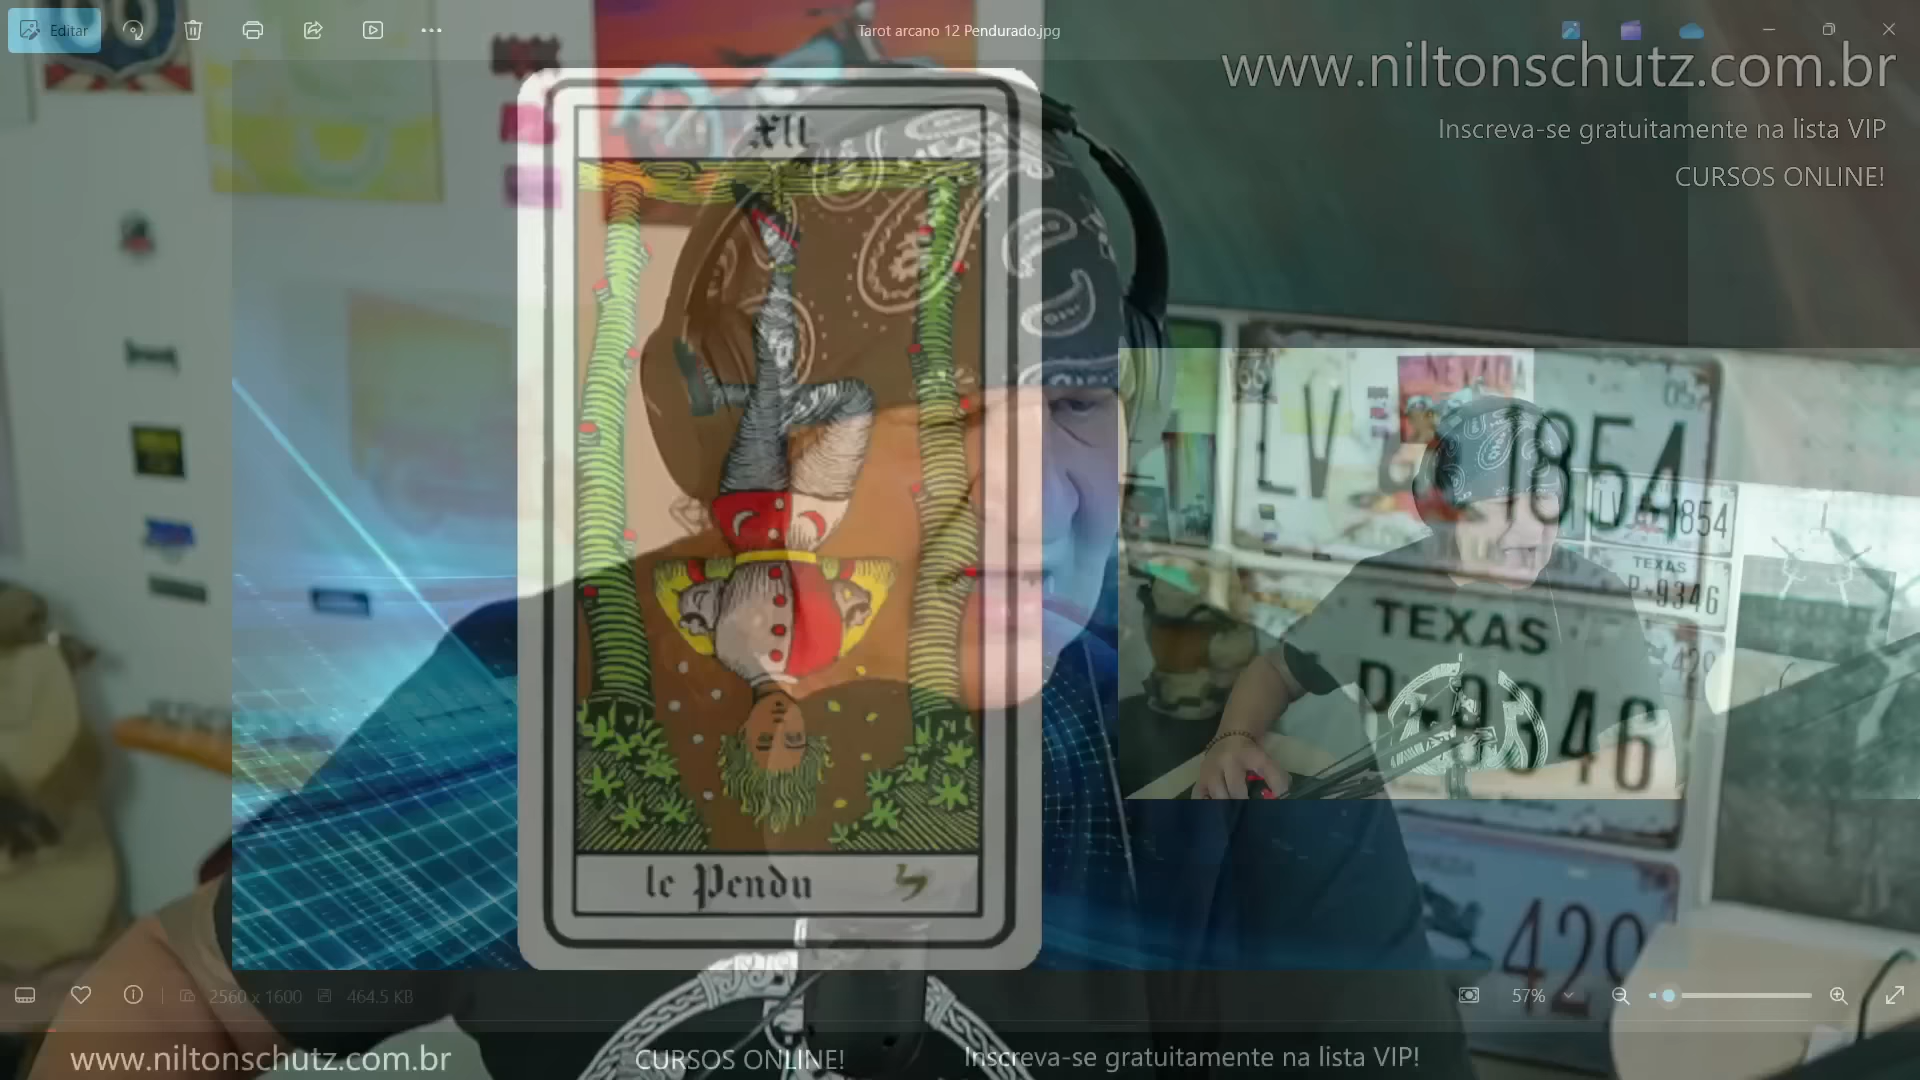 Editar
Tarot arcano 12 Pendurado.jpg
www.niltonschutz.com.br
Inscreva-se gratuitamente na lista VIP
CURSOS ONLINE!
XII
NEVADA
LV
1854
1854
TEXAS
P-9346
TEXAS
P-9346
429
le Pendu
429
2560 x 1600
464.5 KB
57%
www.niltonschutz.com.br
CURSOS ONLINE!
Inscreva-se gratuitamente na lista VIP!